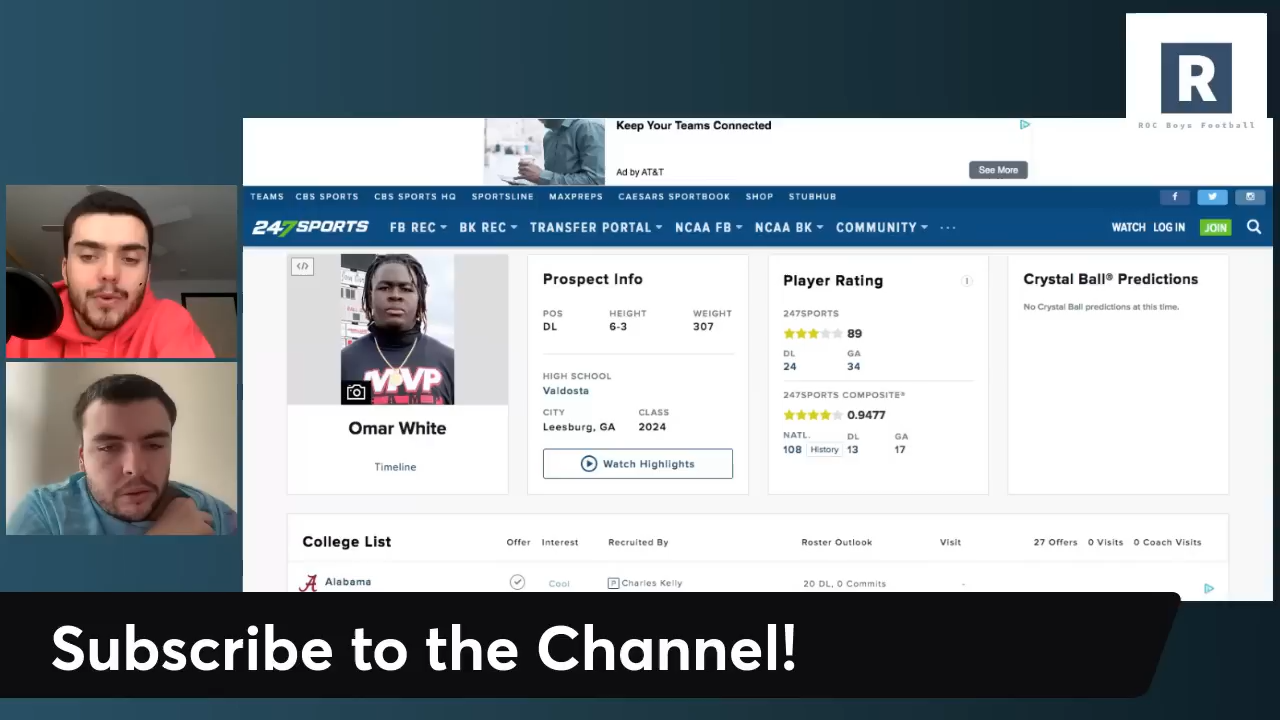 R
ROC Boys Football
Keep Your Teams Connected
Ad by AT&T
See More
TEAMS CBS SPORTS CBS SPORTS HQ SPORTSLINE MAXPREPS CAESARS SPORTBOOK SHOP STUBHUB
247SPORTS FB REC BK REC TRANSFER PORTAL NCAA FB NCAA BK COMMUNITY ... WATCH LOG IN JOIN
MVP
Omar White
Timeline
Prospect Info
POS HEIGHT WEIGHT
DL 6-3 307
HIGH SCHOOL
Valdosta
CITY CLASS
Leesburg, GA 2024
Watch Highlights
Player Rating
247SPORTS
89
DL GA
24 34
247SPORTS COMPOSITE®
0.9477
NATL. DL GA
108 History 13 17
Crystal Ball® Predictions
No Crystal Ball predictions at this time.
College List Offer Interest Recruited By Roster Outlook Visit 27 Offers 0 Visits 0 Coach Visits
Alabama Cool P Charles Kelly 20 DL, 0 Commits -
Subscribe to the Channel!